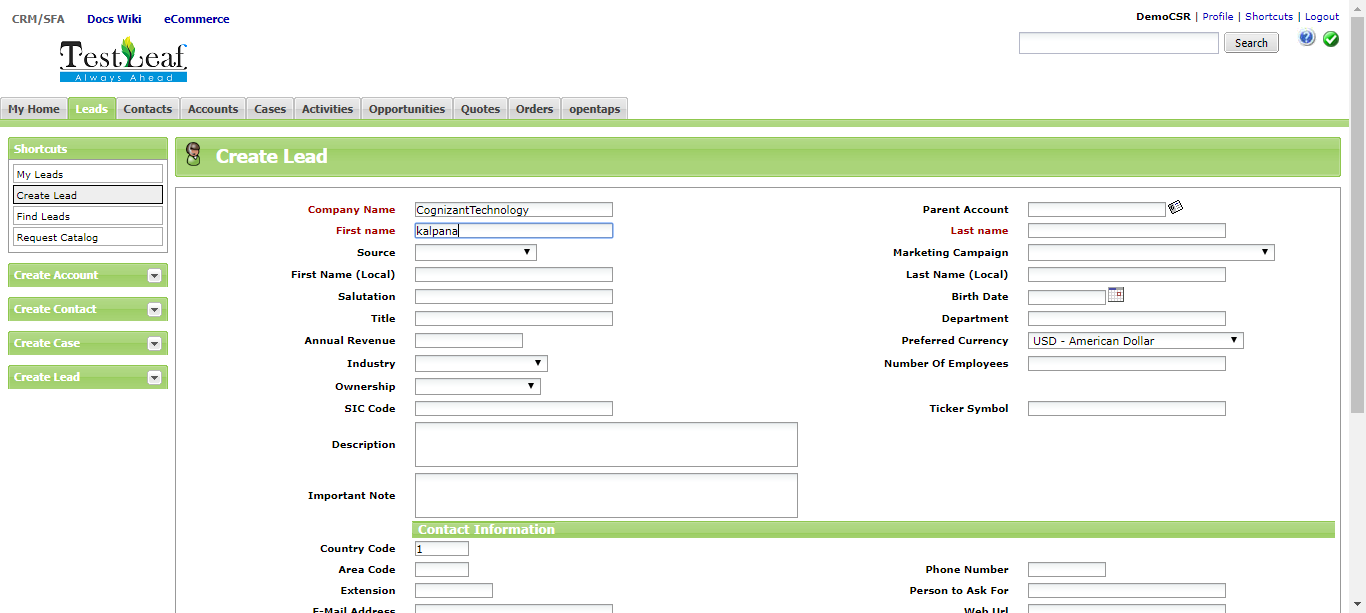 CRM/SFA Docs Wiki eCommerce
DemoCSR | Profile | Shortcuts | Logout
TestLeaf
Always Ahead
Search
My Home Leads Contacts Accounts Cases Activities Opportunities Quotes Orders opentaps
Shortcuts
My Leads
Create Lead
Find Leads
Request Catalog
Create Account
Create Contact
Create Case
Create Lead
Create Lead
Company Name CognizantTechnology Parent Account
First name kalpana Last name
Source Marketing Campaign
First Name (Local) Last Name (Local)
Salutation Birth Date
Title Department
Annual Revenue Preferred Currency USD - American Dollar
Industry Number Of Employees
Ownership
SIC Code Ticker Symbol
Description
Important Note
Contact Information
Country Code 1
Area Code Phone Number
Extension Person to Ask For
E-Mail Address Web Url